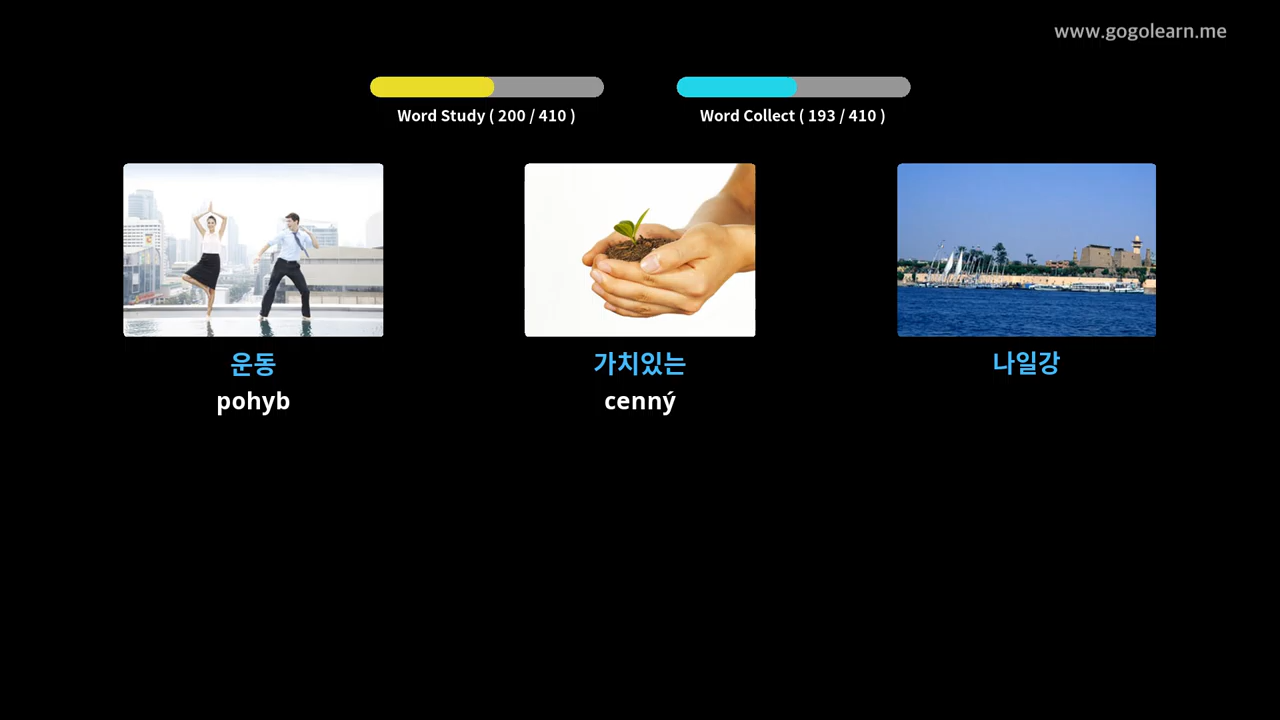 www.gogolearn.me
Word Study ( 200 / 410 )
Word Collect ( 193 / 410 )
운동
pohyb
가치있는
cenný
나일강